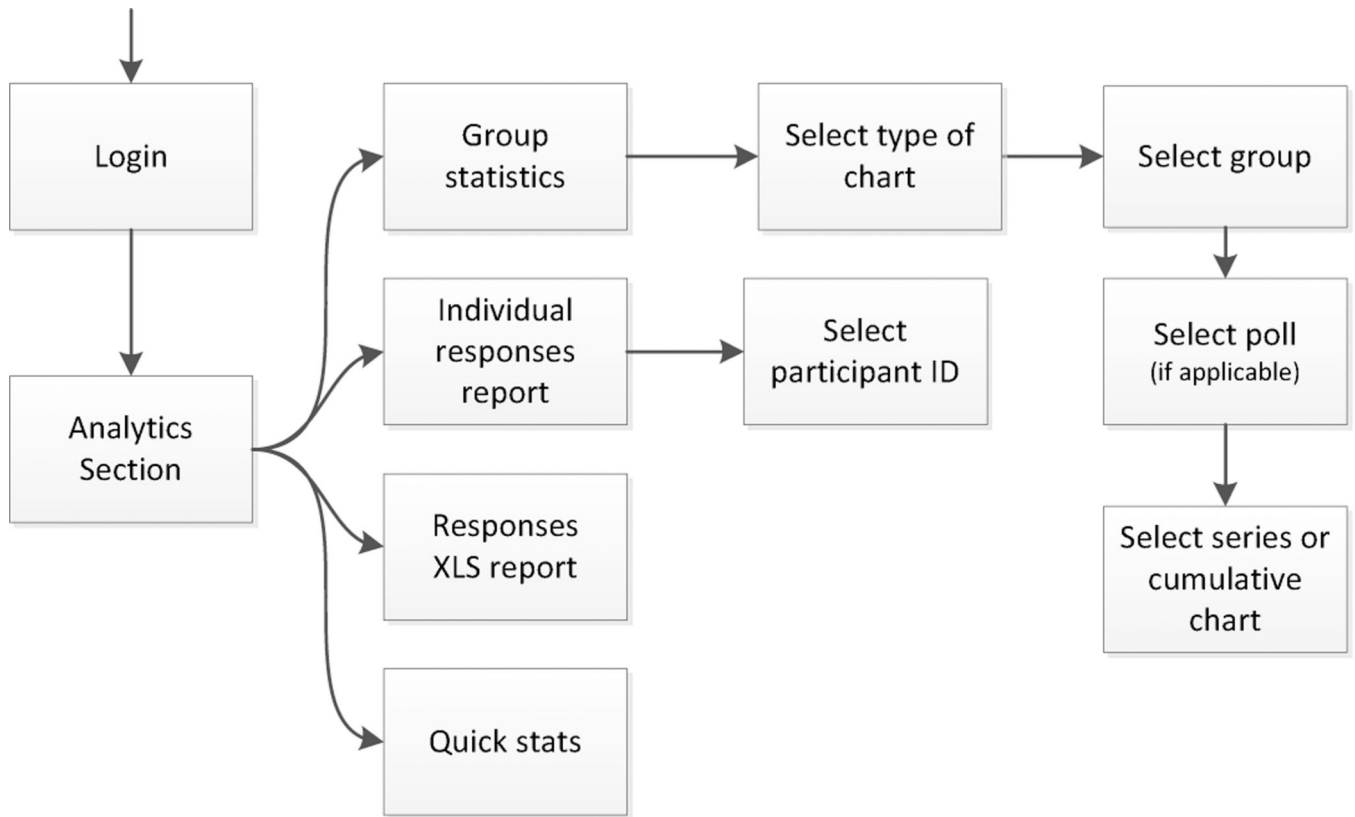 Login
Group
statistics
Select type of
chart
Select group
Individual
responses
report
Select
participant ID
Select poll
(if applicable)
Analytics
Section
Responses
XLS report
Select series or
cumulative
chart
Quick stats